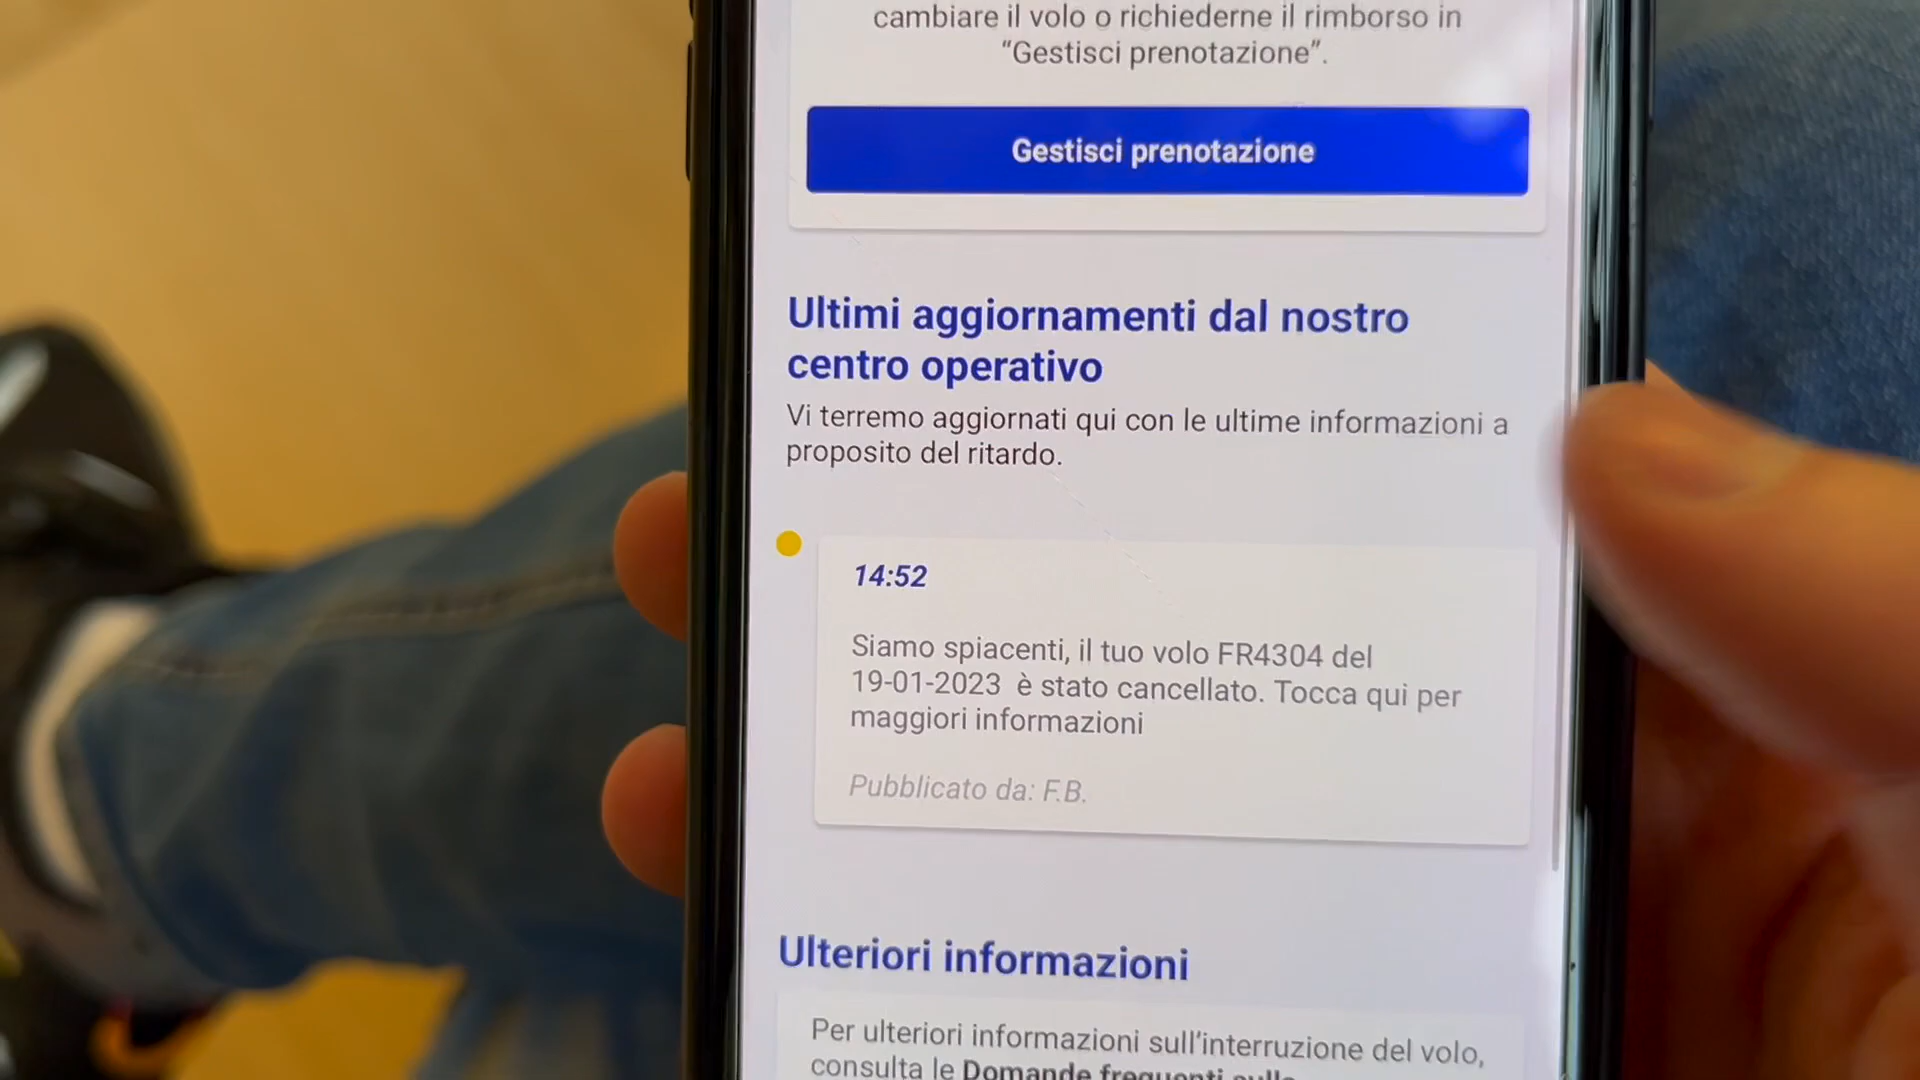 cambiare il volo o richiederne il rimborso in
“Gestisci prenotazione”.
Gestisci prenotazione
Ultimi aggiornamenti dal nostro
centro operativo
Vi terremo aggiornati qui con le ultime informazioni a
proposito del ritardo.
14:52
Siamo spiacenti, il tuo volo FR4304 del
19-01-2023 è stato cancellato. Tocca qui per
maggiori informazioni
Pubblicato da: F.B.
Ulteriori informazioni
Per ulteriori informazioni sull'interruzione del volo,
consulta le Domande frequenti sulle